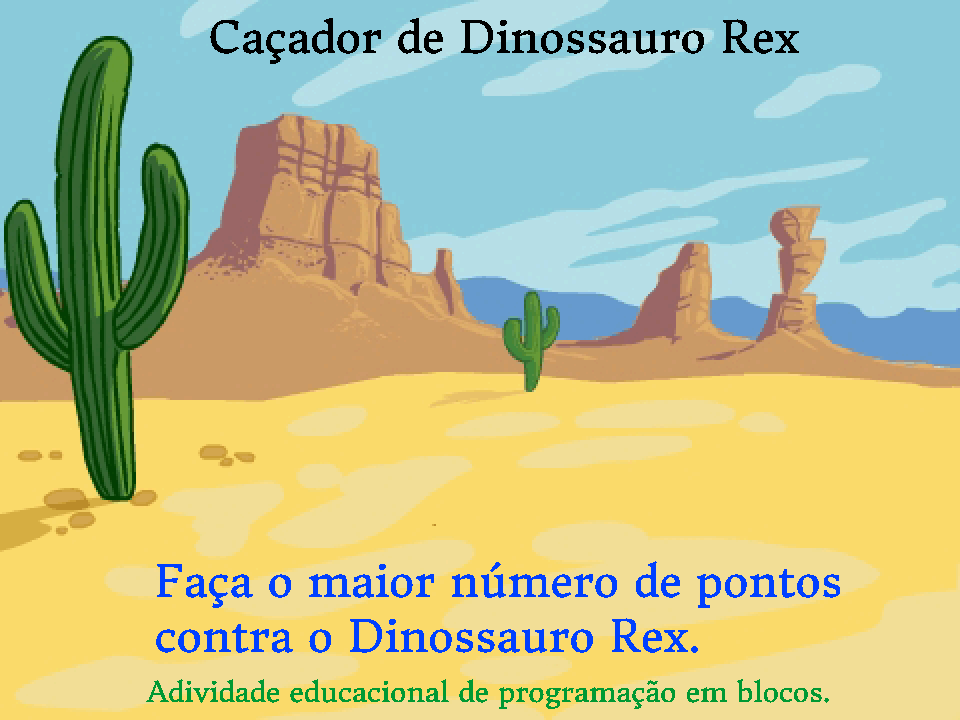 Caçador de Dinossauro Rex
Faça o maior número de pontos
contra o Dinossauro Rex.
Adividade educacional de programação em blocos.